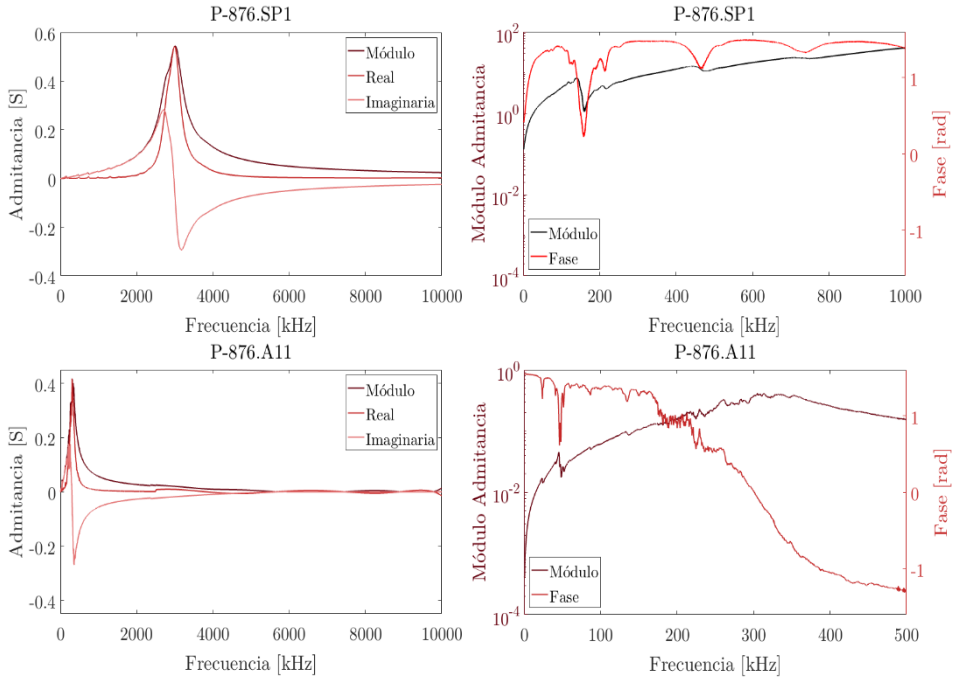 P-876.SP1
0.6
0.4
0.2
0
-0.2
-0.4
Admitancia [S]
Módulo
Real
Imaginaria
0 2000 4000 6000 8000 10000
Frecuencia [kHz]
P-876.SP1
10^2
10^0
10^-2
10^-4
Módulo Admitancia
Módulo
Fase
1
0
-1
Fase [rad]
0 200 400 600 800 1000
Frecuencia [kHz]
P-876.A11
0.4
0.2
0
-0.2
-0.4
Admitancia [S]
Módulo
Real
Imaginaria
0 2000 4000 6000 8000 10000
Frecuencia [kHz]
P-876.A11
10^0
10^-2
10^-4
Módulo Admitancia
Módulo
Fase
1
0
-1
Fase [rad]
0 100 200 300 400 500
Frecuencia [kHz]